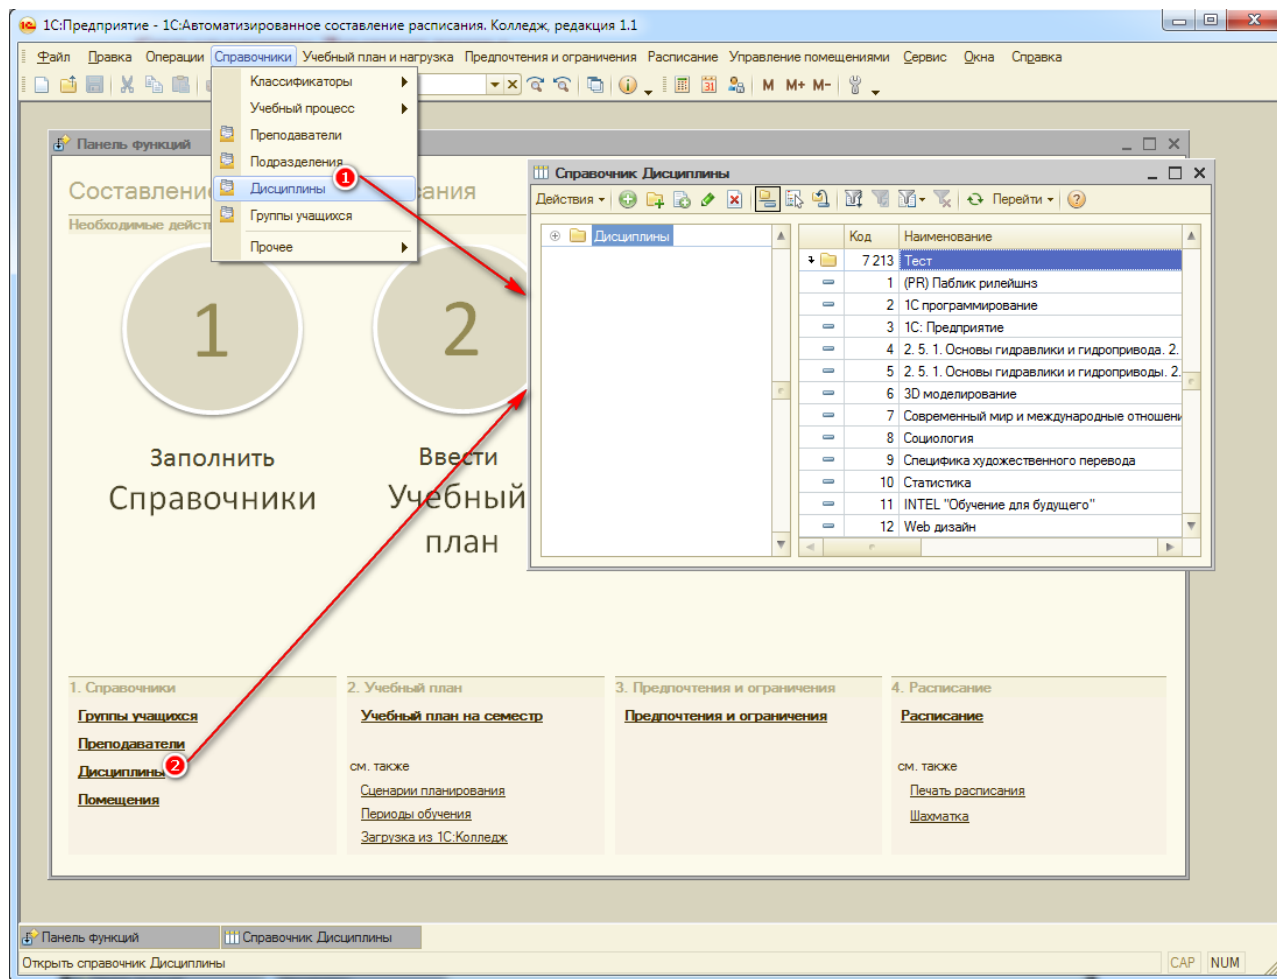 1С:Предприятие - 1С:Автоматизированное составление расписания. Колледж, редакция 1.1
Файл Правка Операции Справочники Учебный план и нагрузка Предпочтения и ограничения Расписание Управление помещениями Сервис Окна Справка
M M+ M-
Классификаторы
Учебный процесс
Преподаватели
Подразделения
Дисциплины
Группы учащихся
Прочее
1
Панель функций
Необходимые
1
2
Заполнить
Справочники
Ввести
Учебный
план
Справочник Дисциплины
Действия Перейти
Дисциплины
Код Наименование
7 213 Тест
1 (PR) Паблик рилейшнз
2 1С программирование
3 1С: Предприятие
4 2. 5. 1. Основы гидравлики и гидропривода. 2.
5 2. 5. 1. Основы гидравлики и гидроприводы. 2.
6 3D моделирование
7 Современный мир и международные
8 Социология
9 Специфика художественного перевода
10 Статистика
11 INTEL "Обучение для будущего"
12 Web дизайн
1. Справочники
Группы учащихся
Преподаватели
Дисциплины
2
Помещения
2. Учебный план
Учебный план на семестр
см. также
Сценарии планирования
Периоды обучения
Загрузка из 1С:Колледж
3. Предпочтения и ограничения
Предпочтения и ограничения
4. Расписание
Расписание
см. также
Печать расписания
Шахматка
Панель функций
Справочник Дисциплины
Открыть справочник Дисциплины
CAP NUM